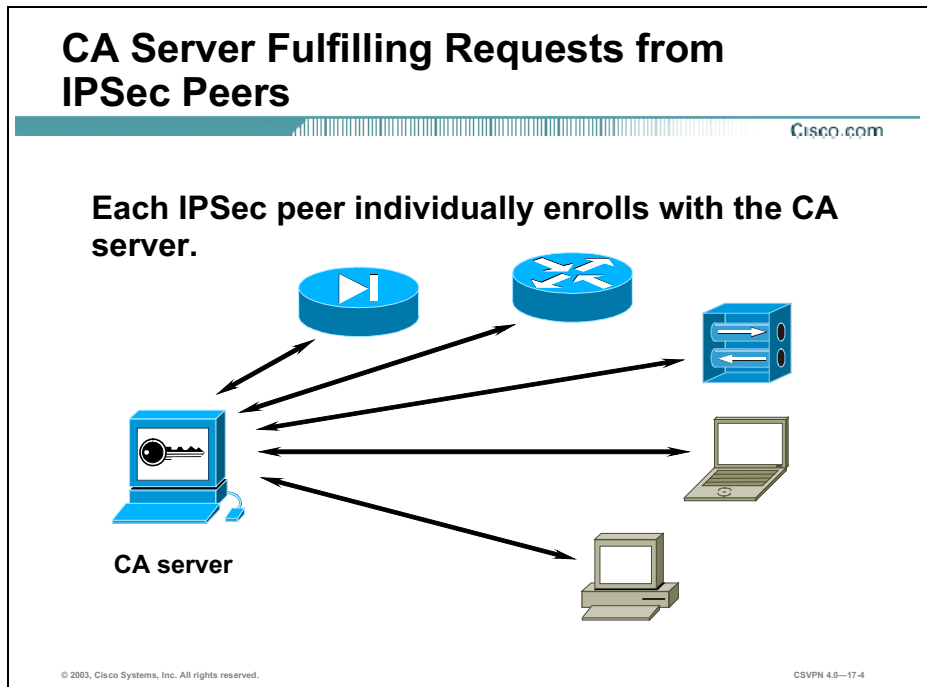 CA Server Fulfilling Requests from
IPSec Peers
Cisco.com
Each IPSec peer individually enrolls with the CA
server.
CA server
© 2003, Cisco Systems, Inc. All rights reserved.
CSVPN 4.0—17-4